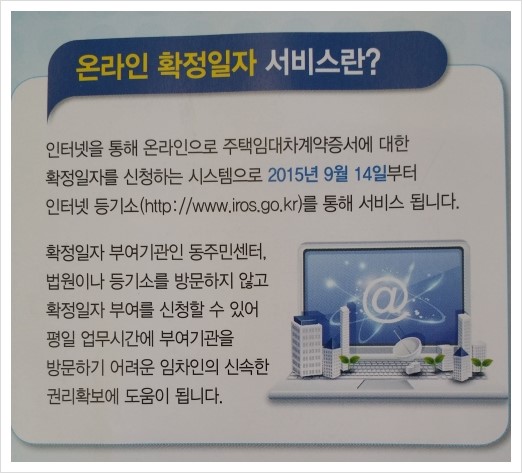 온라인 확정일자 서비스란?
인터넷을 통해 온라인으로 주택임대차계약증서에 대한
확정일자를 신청하는 시스템으로 2015년 9월 14일부터
인터넷 등기소(http://www.iros.go.kr)를 통해 서비스 됩니다.
확정일자 부여기관인 동주민센터,
법원이나 등기소를 방문하지 않고
확정일자 부여를 신청할 수 있어
평일 업무시간에 부여기관을
방문하기 어려운 임차인의 신속한
권리확보에 도움이 됩니다.
@